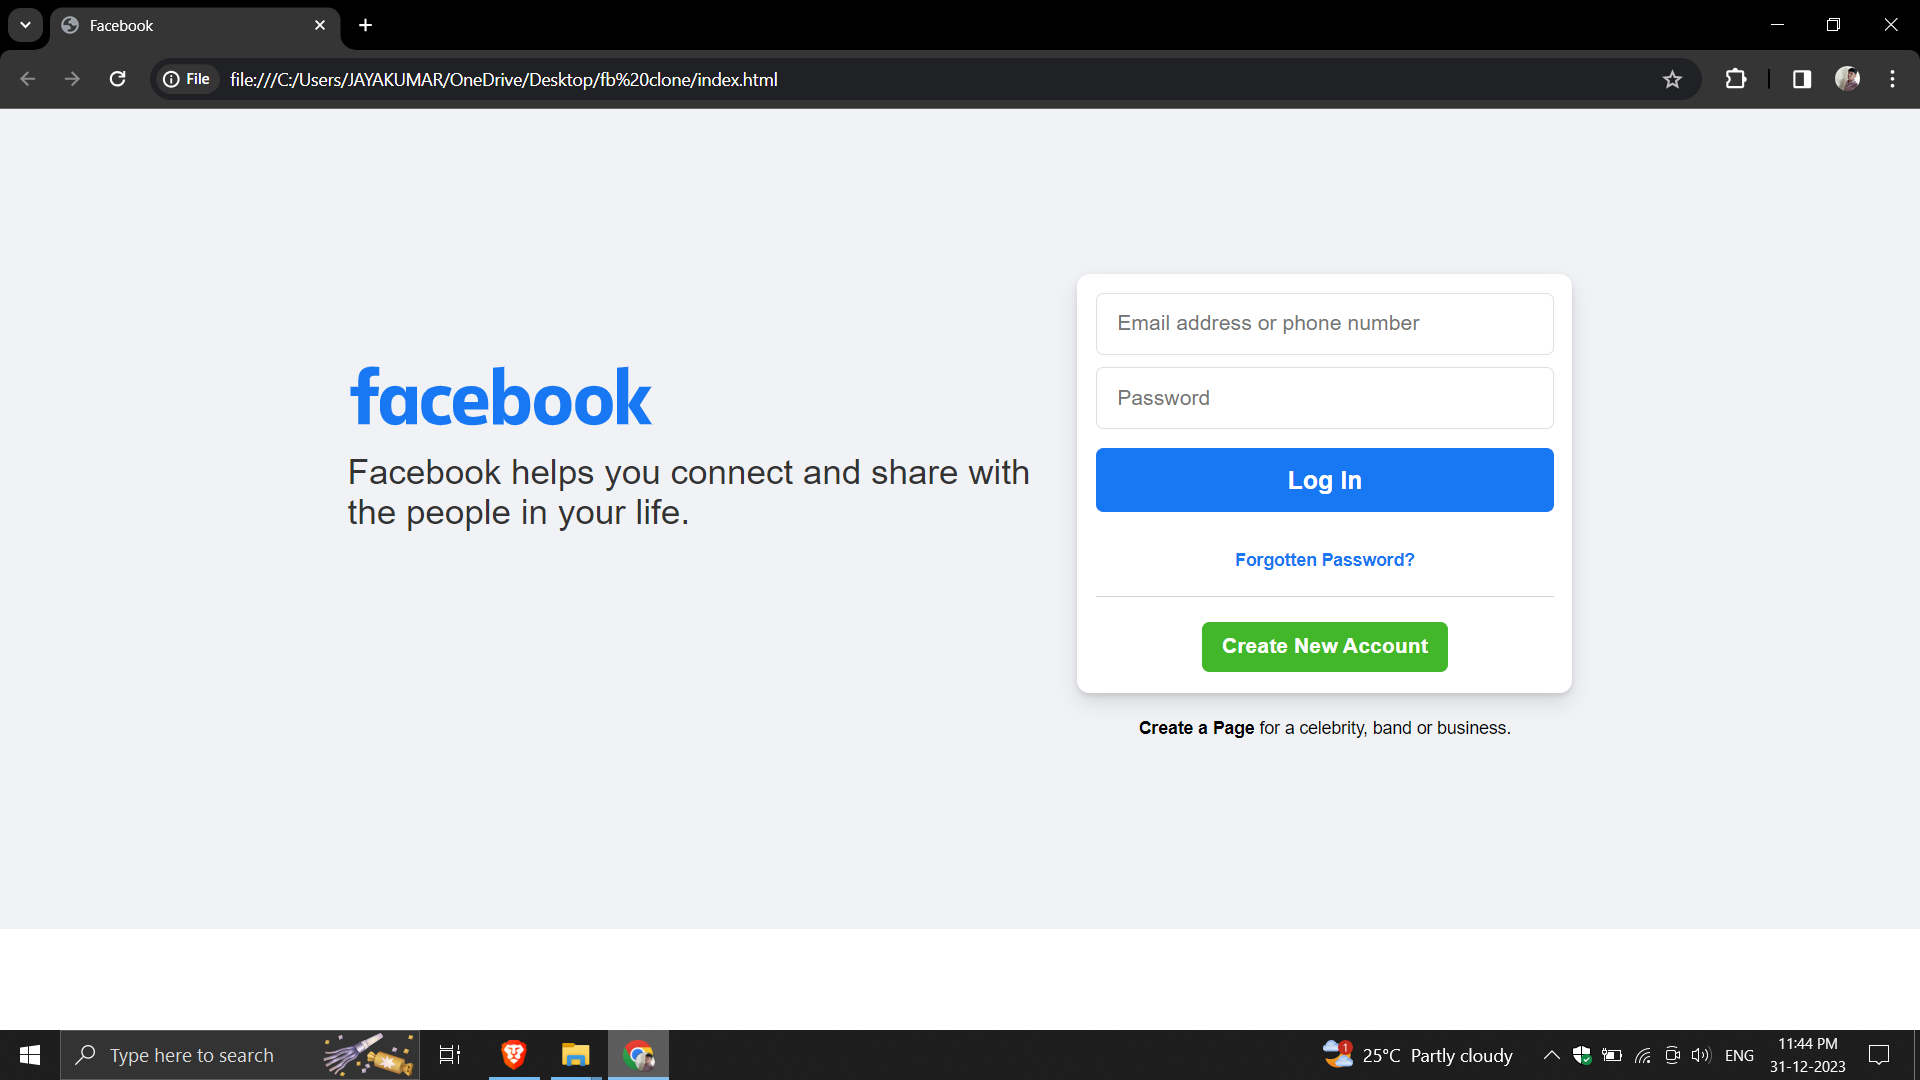 Facebook
File
file:///C:/Users/JAYAKUMAR/OneDrive/Desktop/fb%20clone/index.html
facebook
Facebook helps you connect and share with
the people in your life.
Email address or phone number
Password
Log In
Forgotten Password?
Create New Account
Create a Page for a celebrity, band or business.
Type here to search
1
25°C Partly cloudy
ENG
11:44 PM
31-12-2023